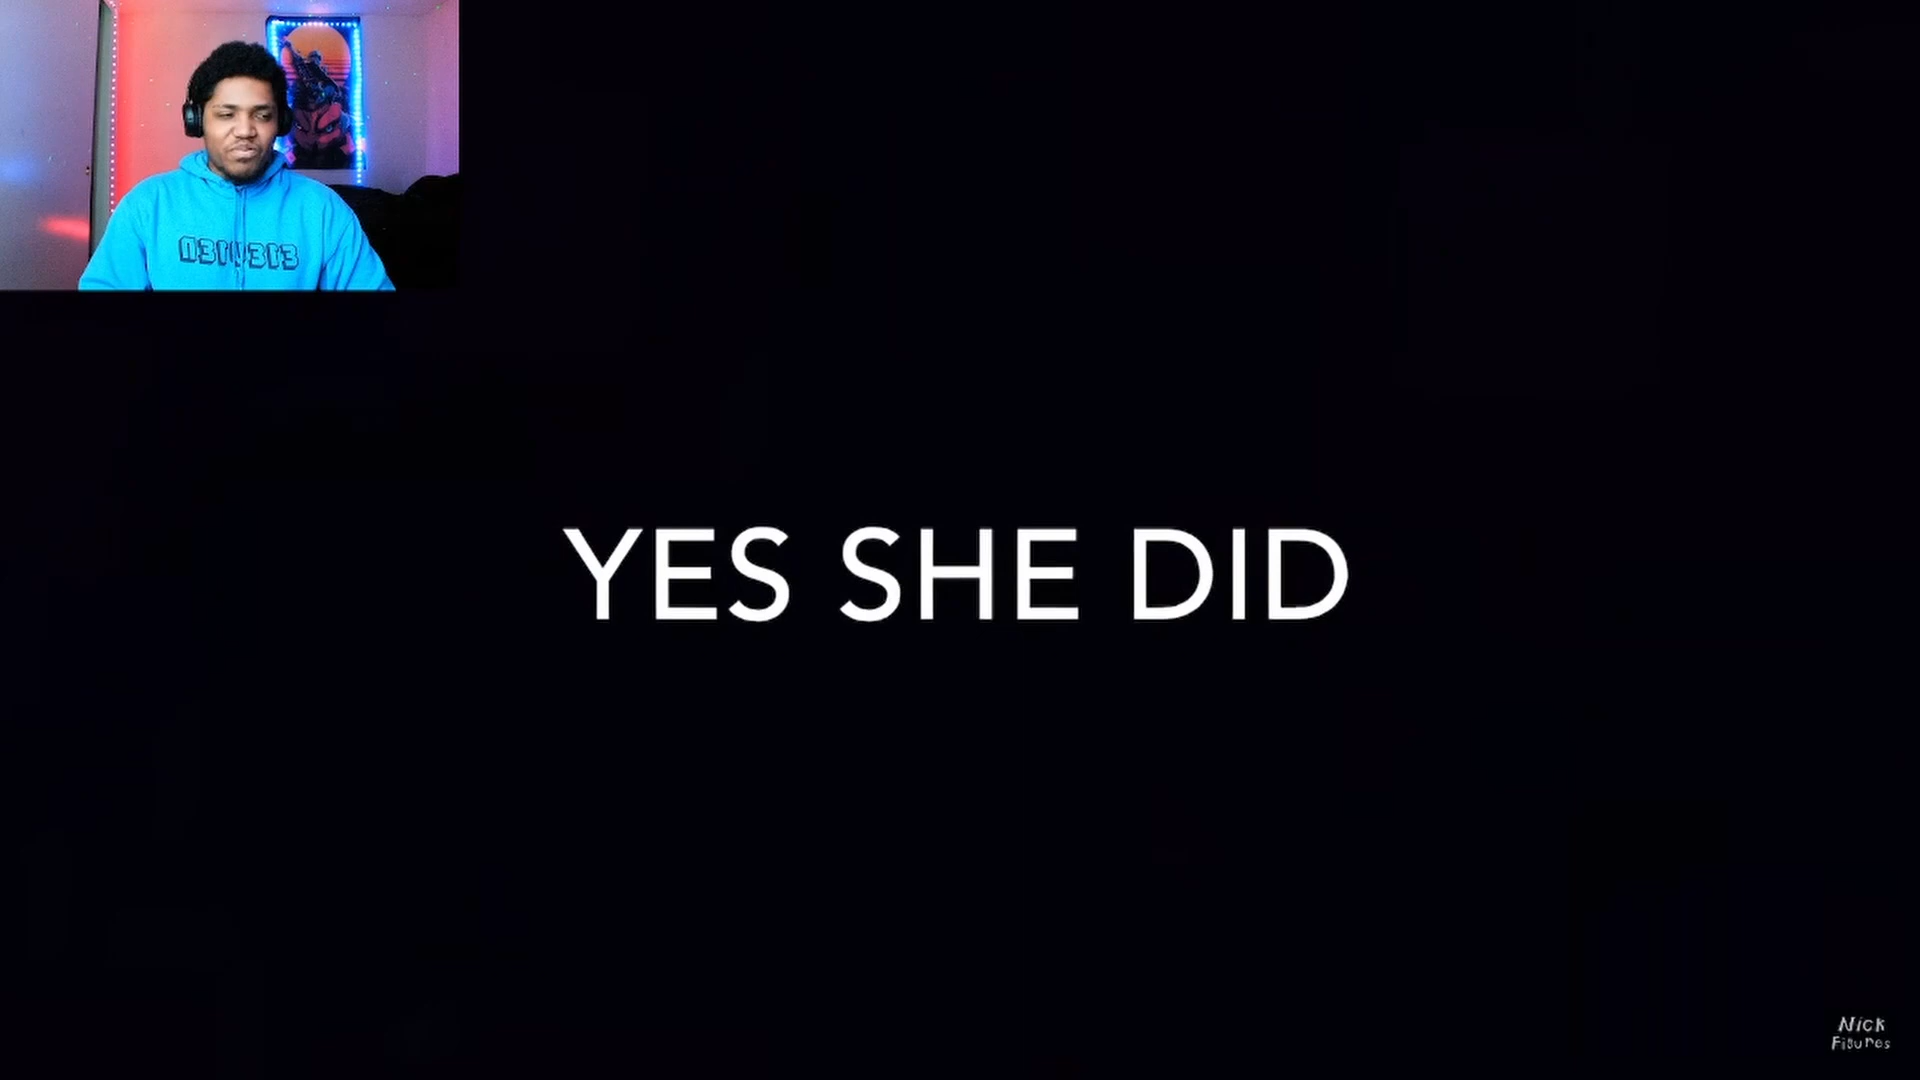 YES SHE DID
Nick
Figures